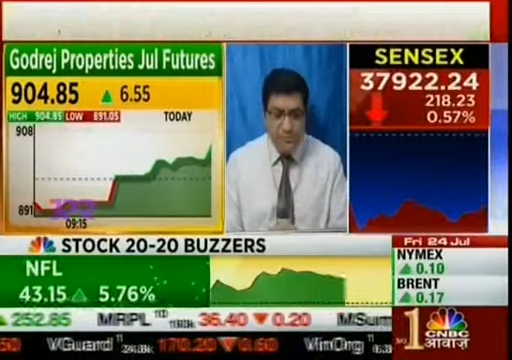 Godrej Properties Jul Futures
904.85 ▲ 6.55
HIGH 904.85 LOW 891.05 TODAY
908
891
09:15
SENSEX
37922.24
218.23
0.57%
STOCK 20-20 BUZZERS
NFL
43.15 ▲ 5.76%
Fri 24 Jul
NYMEX
▲ 0.10
BRENT
▲ 0.17
▲ 252.85 MRPL 36.40 ▼ 0.20 M&M
VGuard 170.20 ▼ 0.60 VimOrg
CNBC
आवाज़